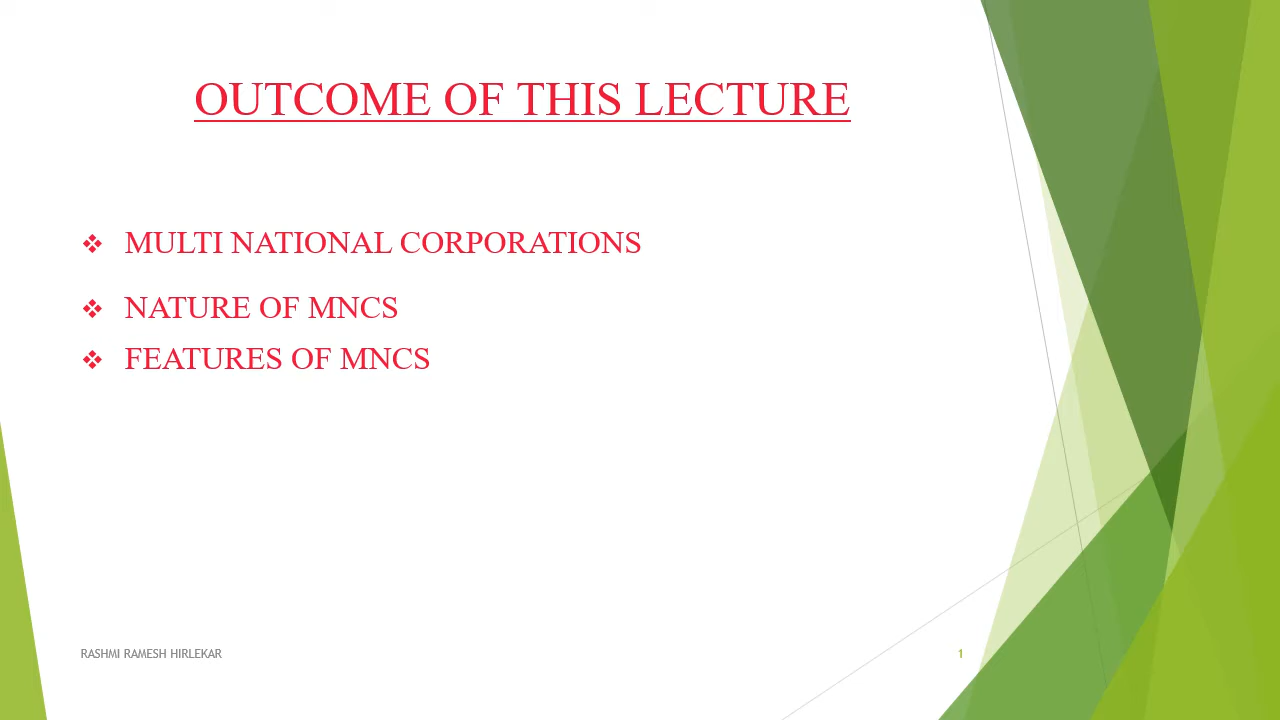 OUTCOME OF THIS LECTURE
❖ MULTI NATIONAL CORPORATIONS
❖ NATURE OF MNCS
❖ FEATURES OF MNCS
RASHMI RAMESH HIRLEKAR
1